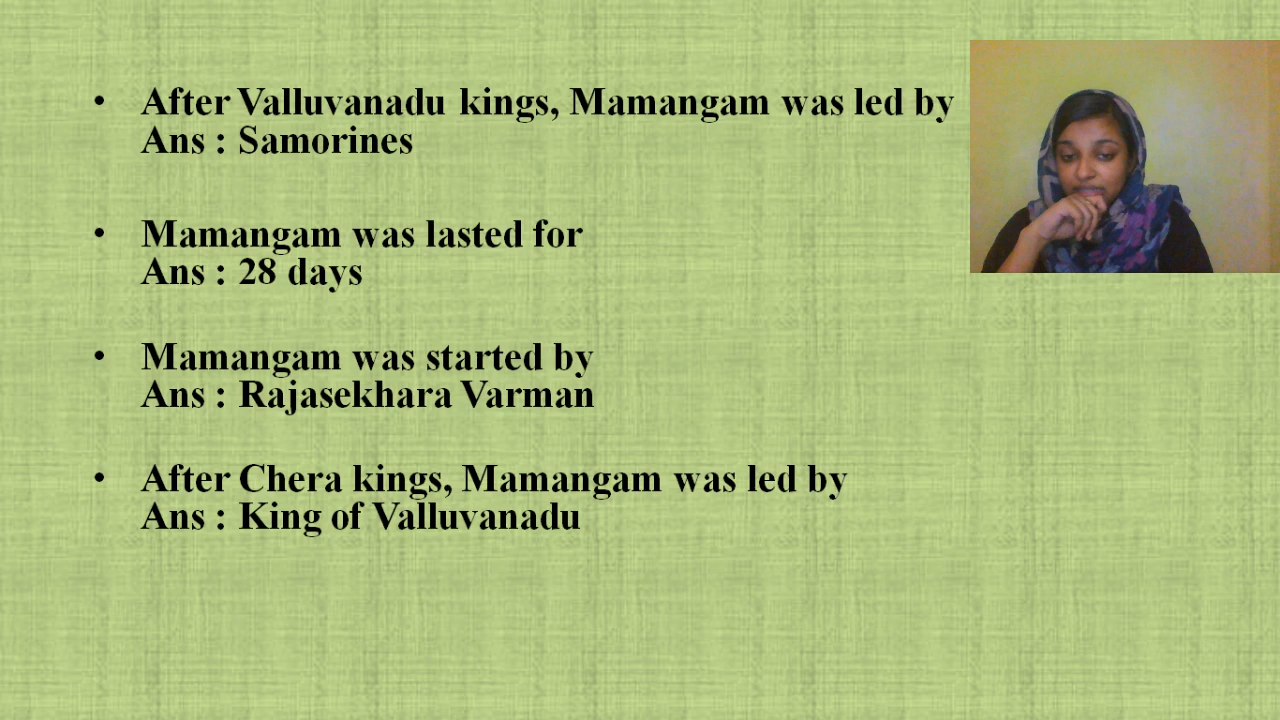 • After Valluvanadu kings, Mamangam was led by
Ans : Samorines
• Mamangam was lasted for
Ans : 28 days
• Mamangam was started by
Ans : Rajasekhara Varman
• After Chera kings, Mamangam was led by
Ans : King of Valluvanadu